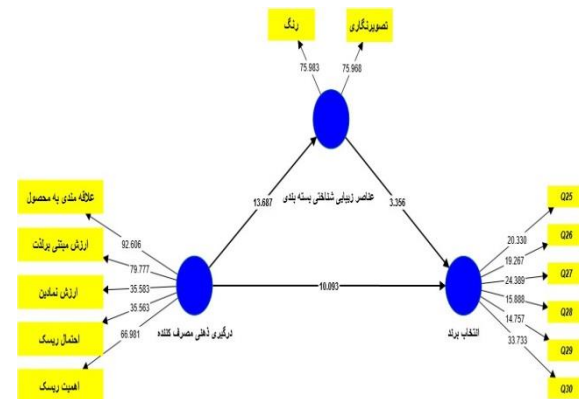 رنگ
تصویرنگاری
75.983
75.968
عناصر زیبایی شناختی بسته بندی
13.687
3.356
علاقه مندی به محصول
ارزش مبتنی برلذت
ارزش نمادین
احتمال ریسک
اهمیت ریسک
92.606
79.777
35.583
35.563
66.981
درگیری ذهنی مصرف کننده
10.093
انتخاب برند
20.330
19.267
24.389
15.888
14.757
33.733
Q25
Q26
Q27
Q28
Q29
Q30